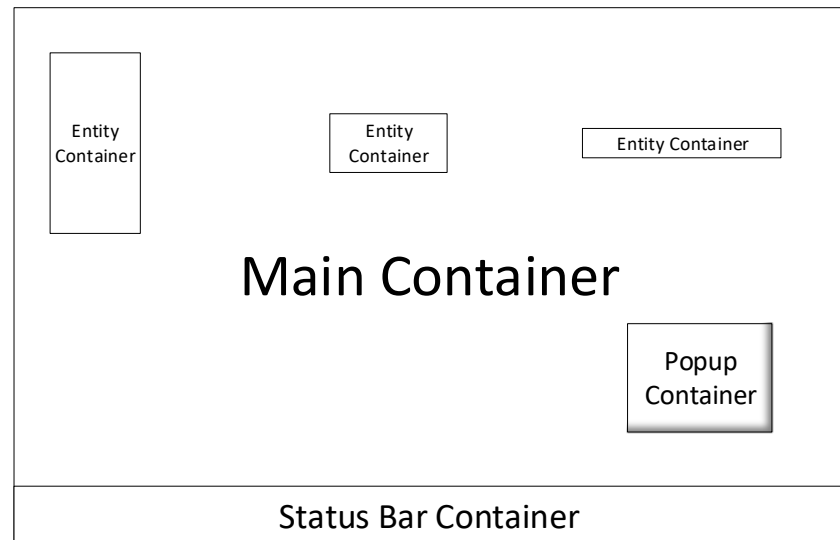 Entity
Container
Entity
Container
Entity Container
Main Container
Popup
Container
Status Bar Container